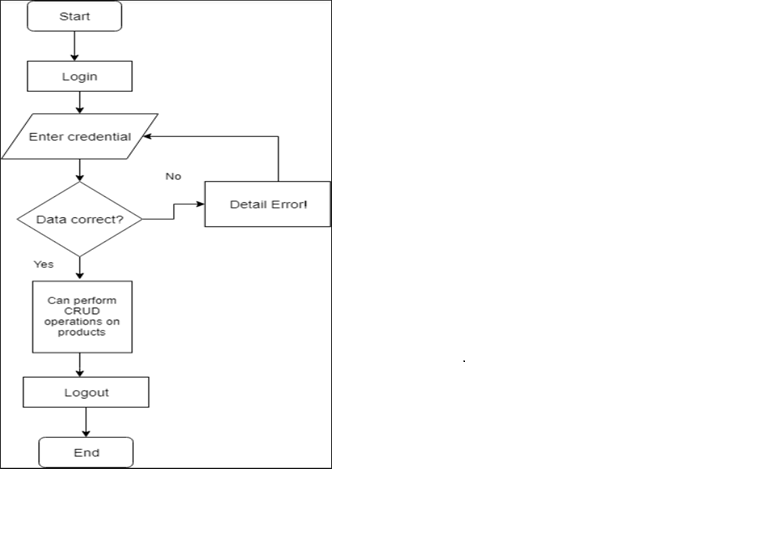 Start
Login
Enter credential
No
Detail Error!
Data correct?
Yes
Can perform
CRUD
operations on
products
Logout
End